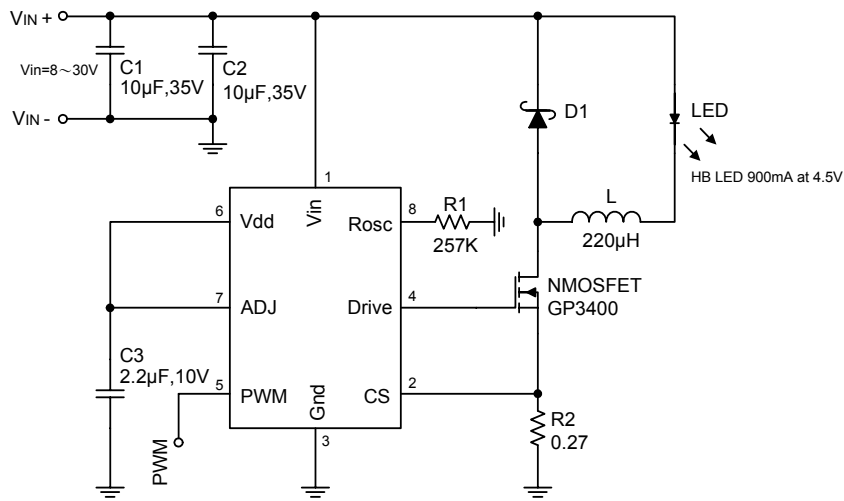 VIN +
Vin=8～30V
C1
10μF,35V
C2
10μF,35V
VIN -
D1
LED
HB LED 900mA at 4.5V
1
6
Vdd
Vin
Rosc
8
R1
257K
L
220μH
7
ADJ
Drive
4
NMOSFET
GP3400
C3
2.2μF,10V
5
PWM
Gnd
CS
2
3
R2
0.27
PWM